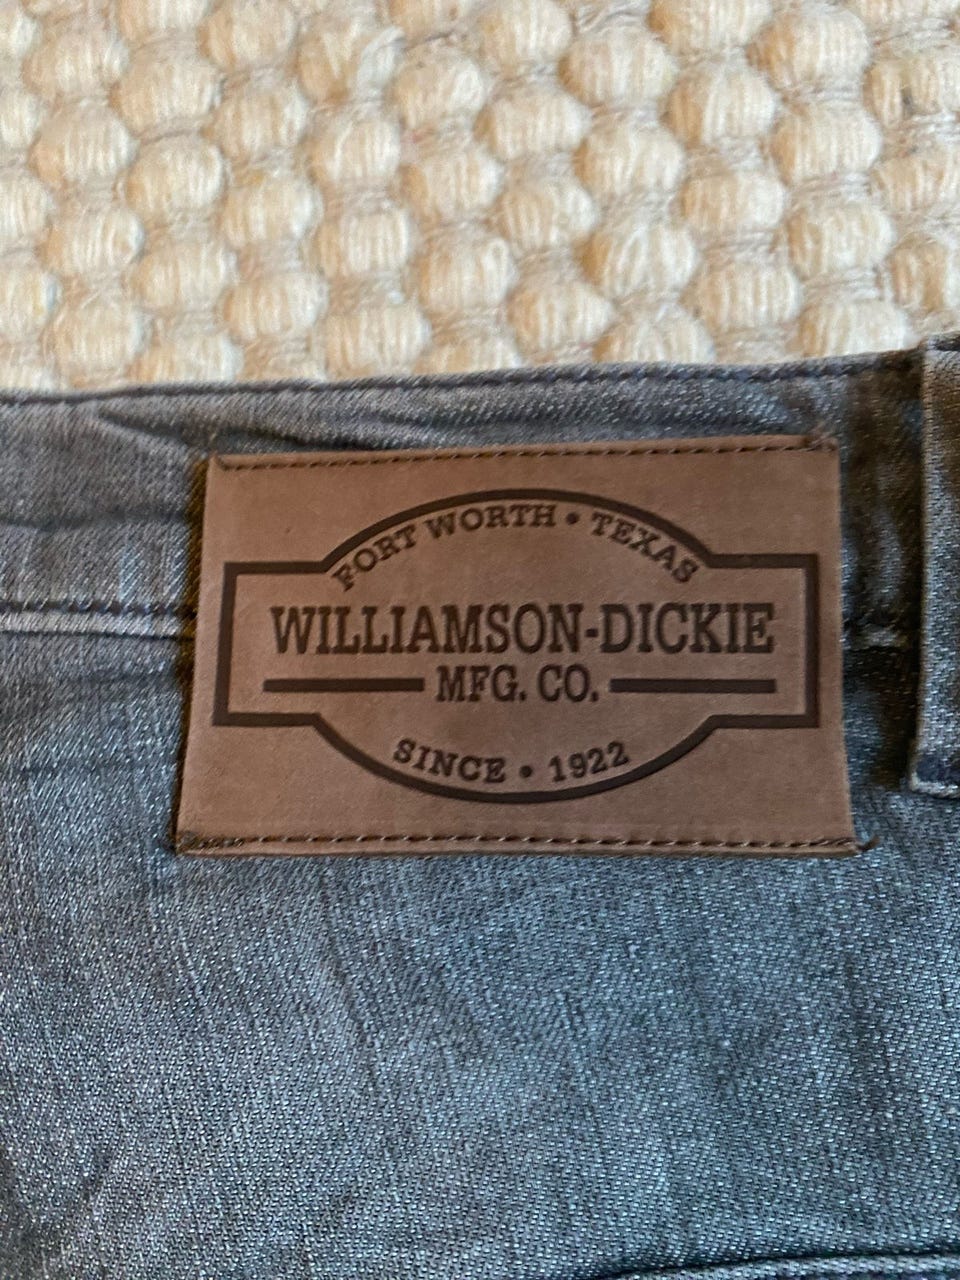 FORT WORTH • TEXAS
WILLIAMSON-DICKIE
MFG. CO.
SINCE • 1922